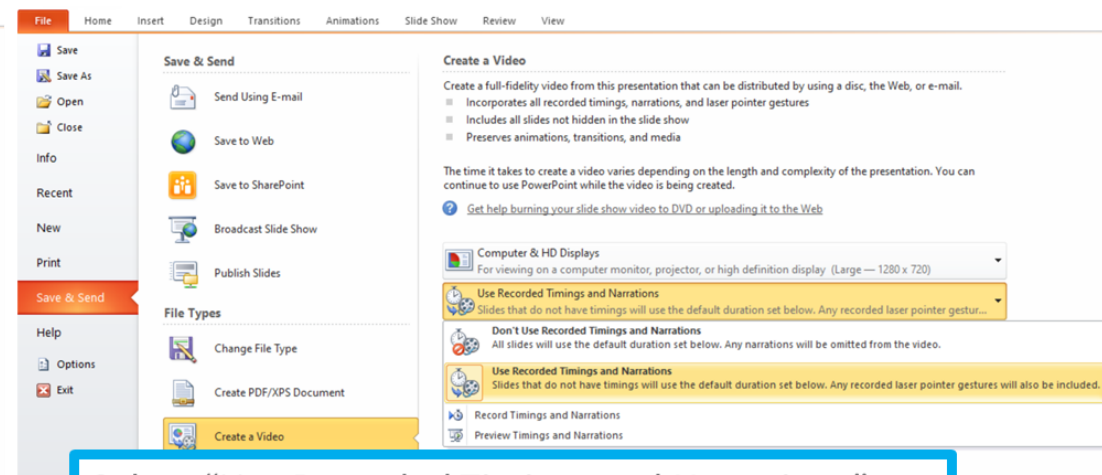 File Home Insert Design Transitions Animations Slide Show Review View
Save
Save As
Open
Close
Info
Recent
New
Print
Save & Send
Help
Options
Exit
Save & Send
Send Using E-mail
Save to Web
Save to SharePoint
Broadcast Slide Show
Publish Slides
File Types
Change File Type
Create PDF/XPS Document
Create a Video
Create a Video
Create a full-fidelity video from this presentation that can be distributed by using a disc, the Web, or e-mail.
Incorporates all recorded timings, narrations, and laser pointer gestures
Includes all slides not hidden in the slide show
Preserves animations, transitions, and media
The time it takes to create a video varies depending on the length and complexity of the presentation. You can
continue to use PowerPoint while the video is being created.
Get help burning your slide show video to DVD or uploading it to the Web
Computer & HD Displays
For viewing on a computer monitor, projector, or high definition display (Large — 1280 x 720)
Use Recorded Timings and Narrations
Slides that do not have timings will use the default duration set below. Any recorded laser pointer gestur...
Don't Use Recorded Timings and Narrations
All slides will use the default duration set below. Any narrations will be omitted from the video.
Use Recorded Timings and Narrations
Slides that do not have timings will use the default duration set below. Any recorded laser pointer gestures will also be included.
Record Timings and Narrations
Preview Timings and Narrations